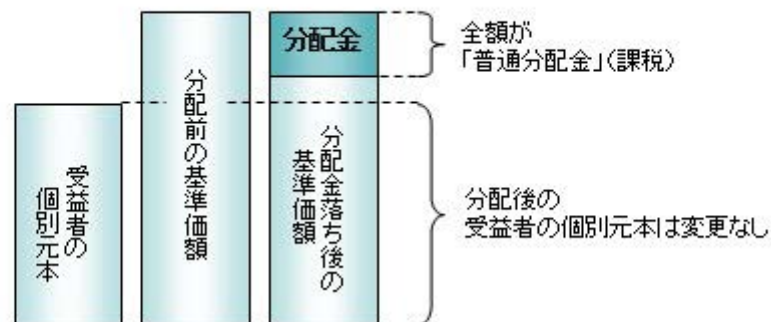 受益者の
個別元本
分配前の基準価額
分配金
分配金落ち後の
基準価額
全額が
「普通分配金」(課税)
分配後の
受益者の個別元本は変更なし